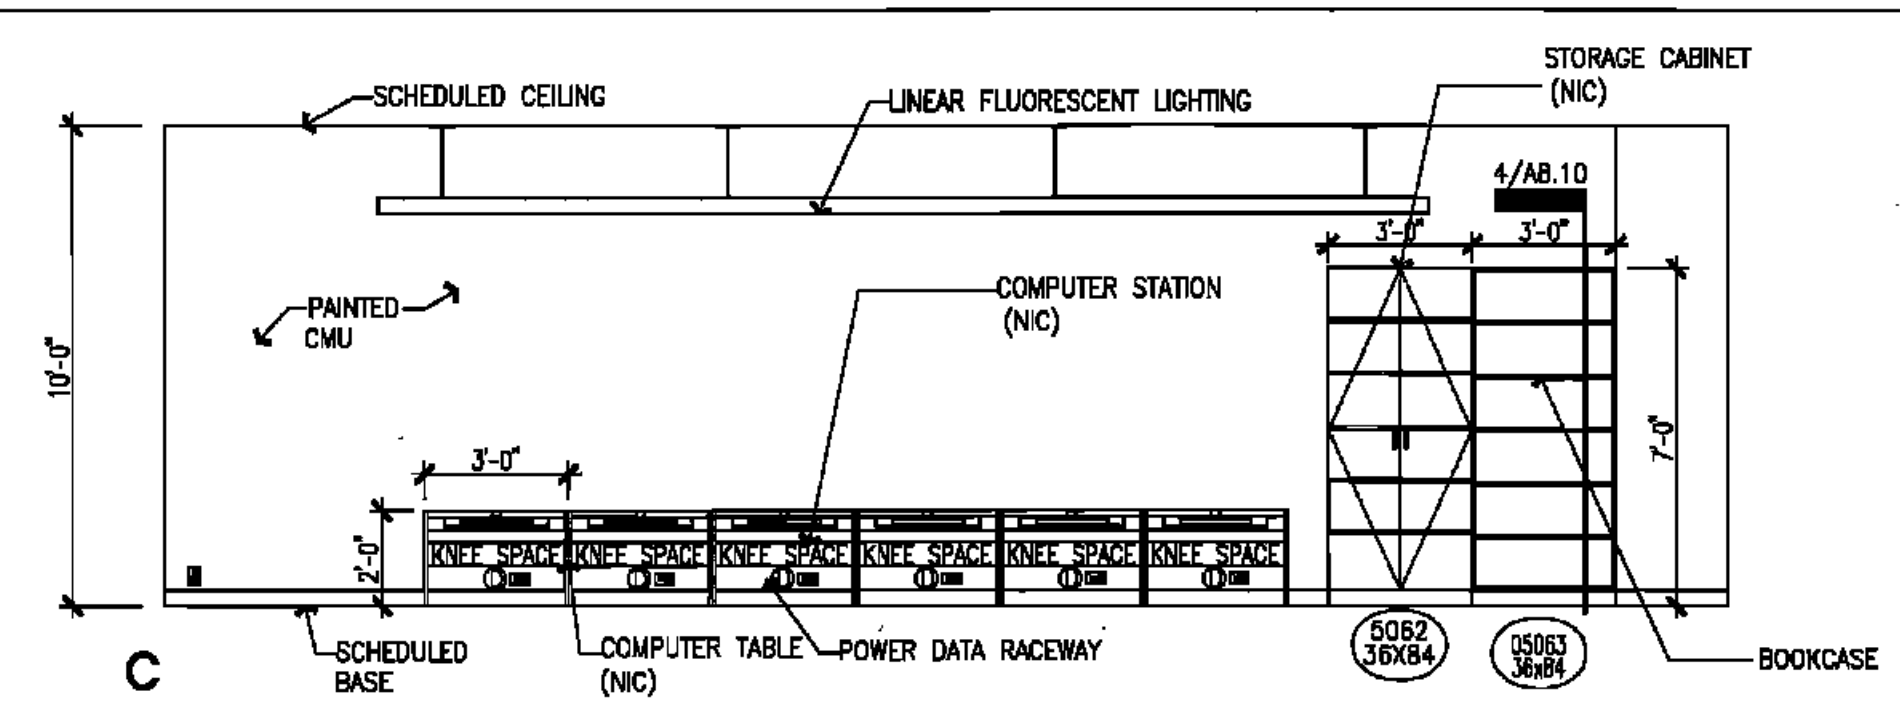 STORAGE CABINET
(NIC)
SCHEDULED CEILING
LINEAR FLUORESCENT LIGHTING
4/A8.10
3'-0"
3'-0"
COMPUTER STATION
(NIC)
PAINTED
CMU
10'-0"
7'-0"
3'-0"
2'-0"
KNEE SPACE
KNEE SPACE
KNEE SPACE
KNEE SPACE
KNEE SPACE
KNEE SPACE
C
SCHEDULED
BASE
COMPUTER TABLE
(NIC)
POWER DATA RACEWAY
5062
36X84
05063
36x84
BOOKCASE